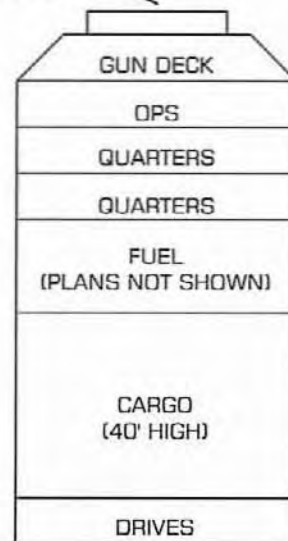 GUN DECK
OPS
QUARTERS
QUARTERS
FUEL
(PLANS NOT SHOWN)
CARGO
(40' HIGH)
DRIVES